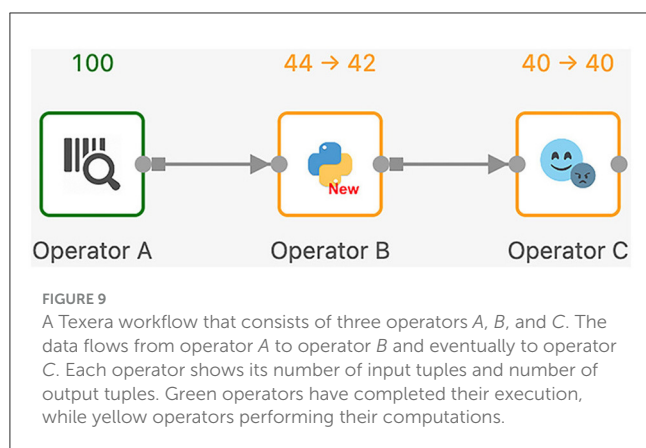 100 44 → 42 40 → 40
New
Operator A Operator B Operator C
FIGURE 9
A Texera workflow that consists of three operators A, B, and C. The
data flows from operator A to operator B and eventually to operator
C. Each operator shows its number of input tuples and number of
output tuples. Green operators have completed their execution,
while yellow operators performing their computations.